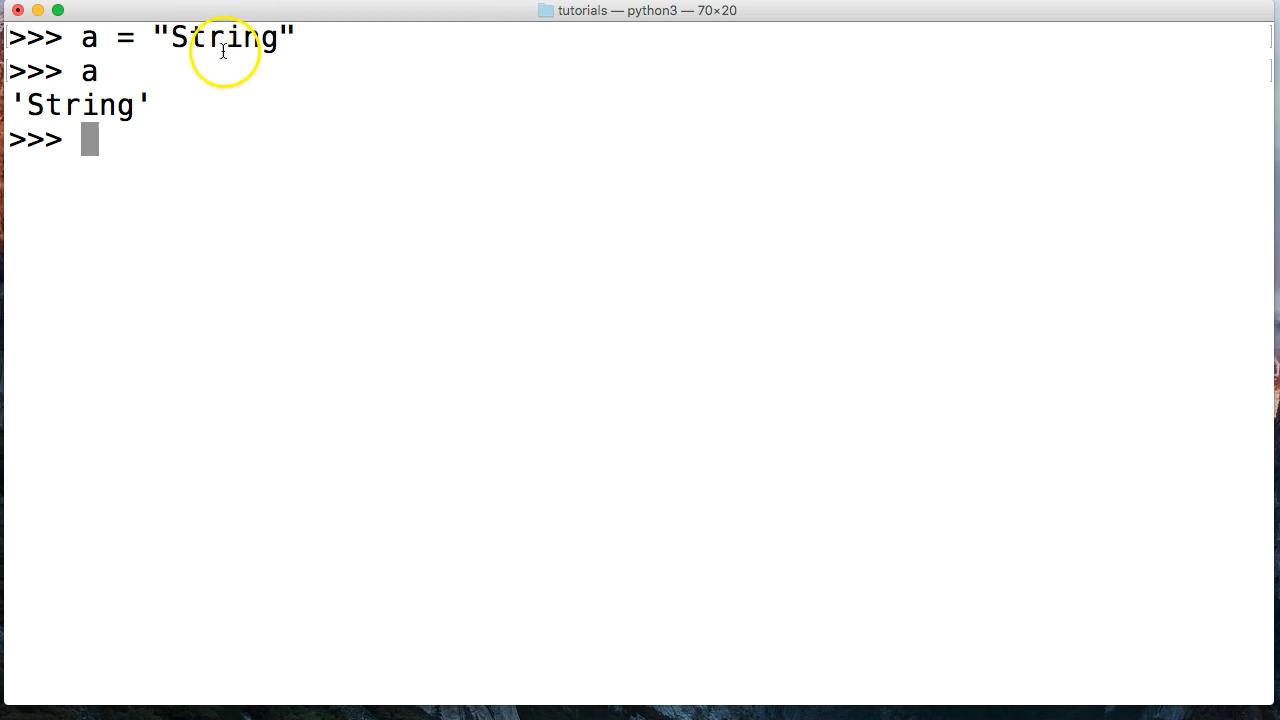 tutorials — python3 — 70×20
>>> a = "String"
>>> a
'String'
>>>